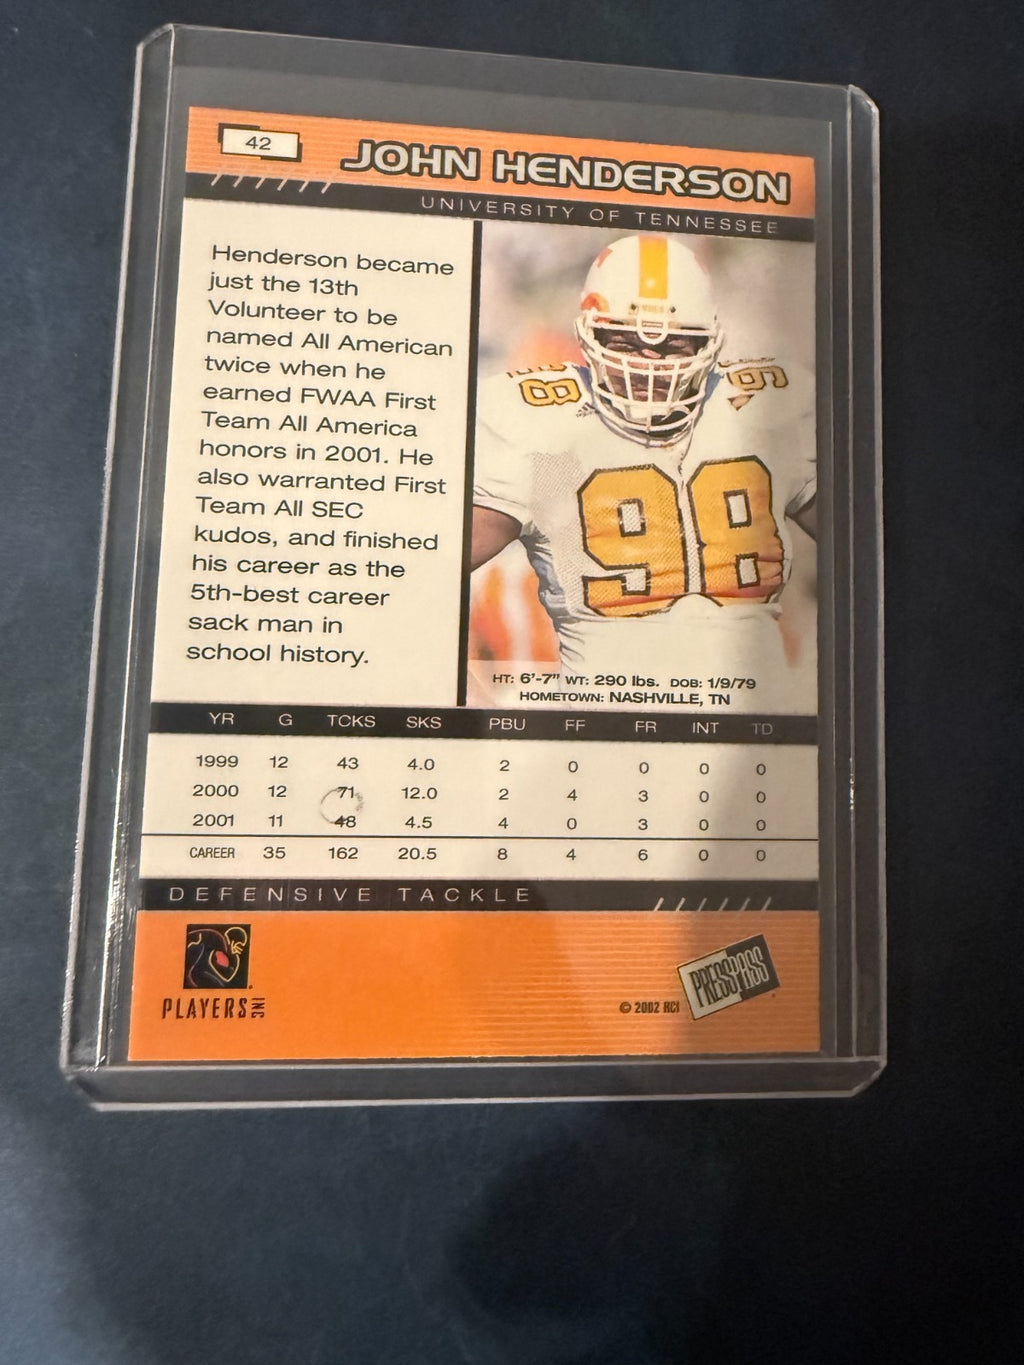 42
JOHN HENDERSON
UNIVERSITY OF TENNESSEE
Henderson became
just the 13th
Volunteer to be
named All American
twice when he
earned FWAA First
Team All America
honors in 2001. He
also warranted First
Team All SEC
kudos, and finished
his career as the
5th-best career
sack man in
school history.
VOLS
98
98
HT: 6'-7" WT: 290 lbs. DOB: 1/9/79
HOMETOWN: NASHVILLE, TN
YR G TCKS SKS PBU FF FR INT TD
1999 12 43 4.0 2 0 0 0 0
2000 12 71 12.0 2 4 3 0 0
2001 11 48 4.5 4 0 3 0 0
CAREER 35 162 20.5 8 4 6 0 0
DEFENSIVE TACKLE
PLAYERS INC
© 2002 RCI
PRESS PASS